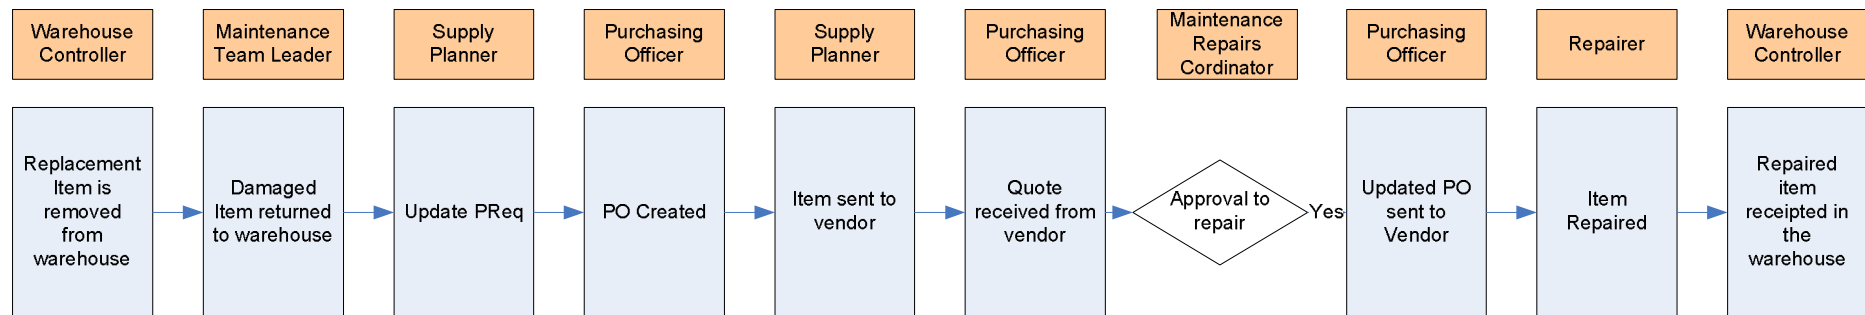 Warehouse
Controller
Maintenance
Team Leader
Supply
Planner
Purchasing
Officer
Supply
Planner
Purchasing
Officer
Maintenance
Repairs
Cordinator
Purchasing
Officer
Repairer
Warehouse
Controller
Replacement
Item is
removed
from
warehouse
Damaged
Item returned
to warehouse
Update PReq
PO Created
Item sent to
vendor
Quote
received from
vendor
Approval to
repair
Yes
Updated PO
sent to
Vendor
Item
Repaired
Repaired
item
receipted in
the
warehouse